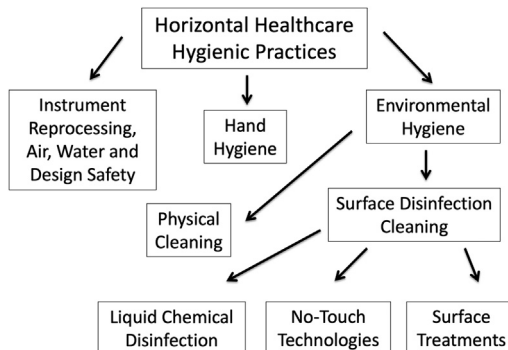 Horizontal Healthcare
Hygienic Practices
Instrument
Reprocessing,
Air, Water and
Design Safety
Hand
Hygiene
Environmental
Hygiene
Physical
Cleaning
Surface Disinfection
Cleaning
Liquid Chemical
Disinfection
No-Touch
Technologies
Surface
Treatments